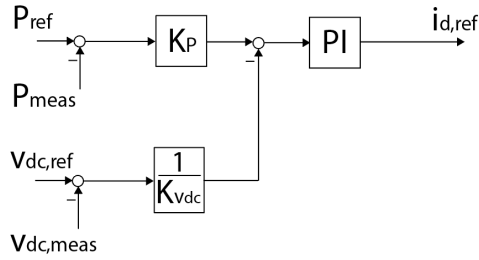 Pref
KP
PI
id,ref
Pmeas
Vdc,ref
1
KVdc
Vdc,meas